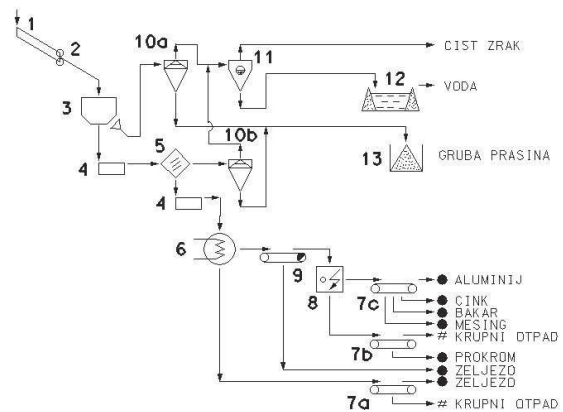 1
2
10a
11
CIST ZRAK
12
VODA
3
10b
13
GRUBA PRASINA
5
4
4
6
9
8
7c
ALUMINIJ
CINK
BAKAR
MESING
# KRUPNI OTPAD
7b
PROKROM
ZELJEZO
ZELJEZO
7a
# KRUPNI OTPAD